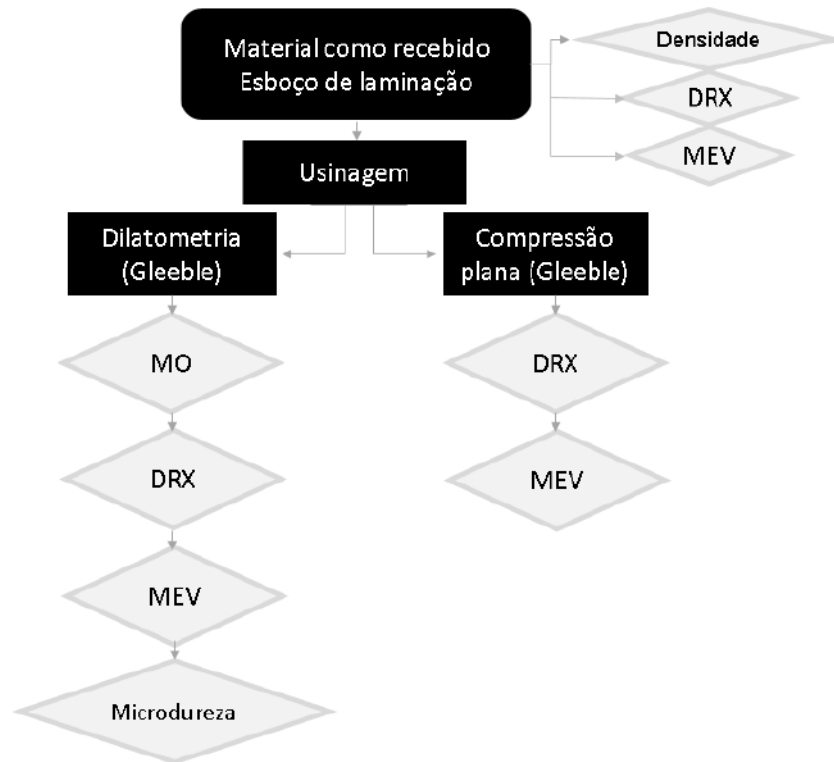 Material como recebido
Esboço de laminação
Densidade
DRX
MEV
Usinagem
Dilatometria
(Gleeble)
Compressão
plana (Gleeble)
MO
DRX
MEV
Microdureza
DRX
MEV